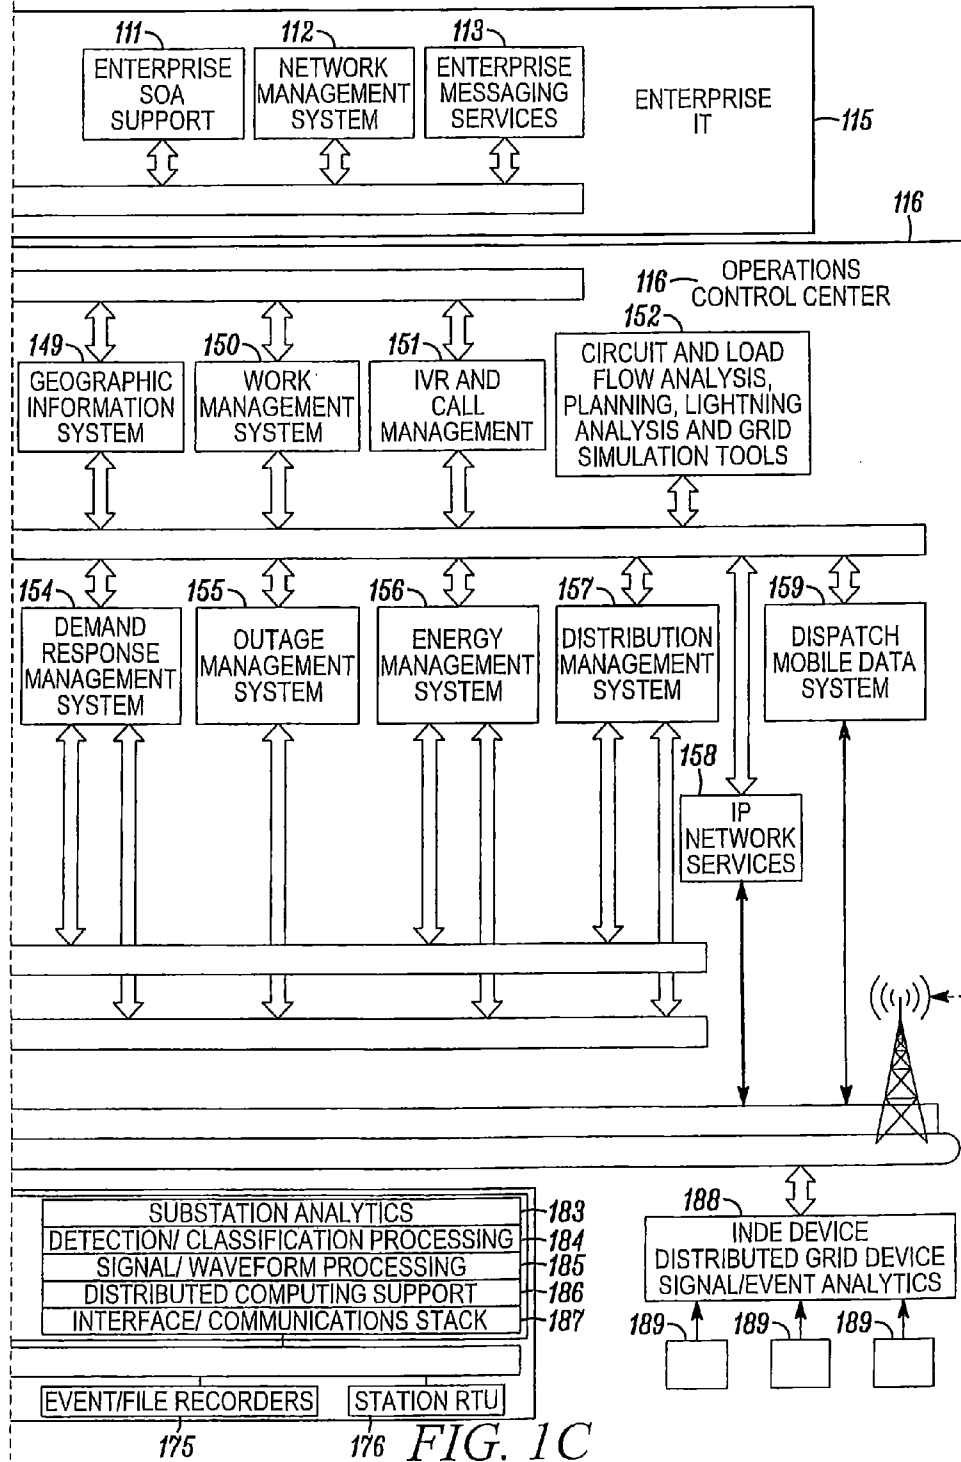 111
ENTERPRISE
SOA
SUPPORT
112
NETWORK
MANAGEMENT
SYSTEM
113
ENTERPRISE
MESSAGING
SERVICES
ENTERPRISE
IT
115
116
116
OPERATIONS
CONTROL CENTER
149
GEOGRAPHIC
INFORMATION
SYSTEM
150
WORK
MANAGEMENT
SYSTEM
151
IVR AND
CALL
MANAGEMENT
152
CIRCUIT AND LOAD
FLOW ANALYSIS,
PLANNING, LIGHTNING
ANALYSIS AND GRID
SIMULATION TOOLS
154
DEMAND
RESPONSE
MANAGEMENT
SYSTEM
155
OUTAGE
MANAGEMENT
SYSTEM
156
ENERGY
MANAGEMENT
SYSTEM
157
DISTRIBUTION
MANAGEMENT
SYSTEM
159
DISPATCH
MOBILE DATA
SYSTEM
158
IP
NETWORK
SERVICES
SUBSTATION ANALYTICS
183
DETECTION/ CLASSIFICATION PROCESSING
184
SIGNAL/ WAVEFORM PROCESSING
185
DISTRIBUTED COMPUTING SUPPORT
186
INTERFACE/ COMMUNICATIONS STACK
187
188
INDE DEVICE
DISTRIBUTED GRID DEVICE
SIGNAL/EVENT ANALYTICS
189
189
189
EVENT/FILE RECORDERS
175
STATION RTU
176
FIG. 1C